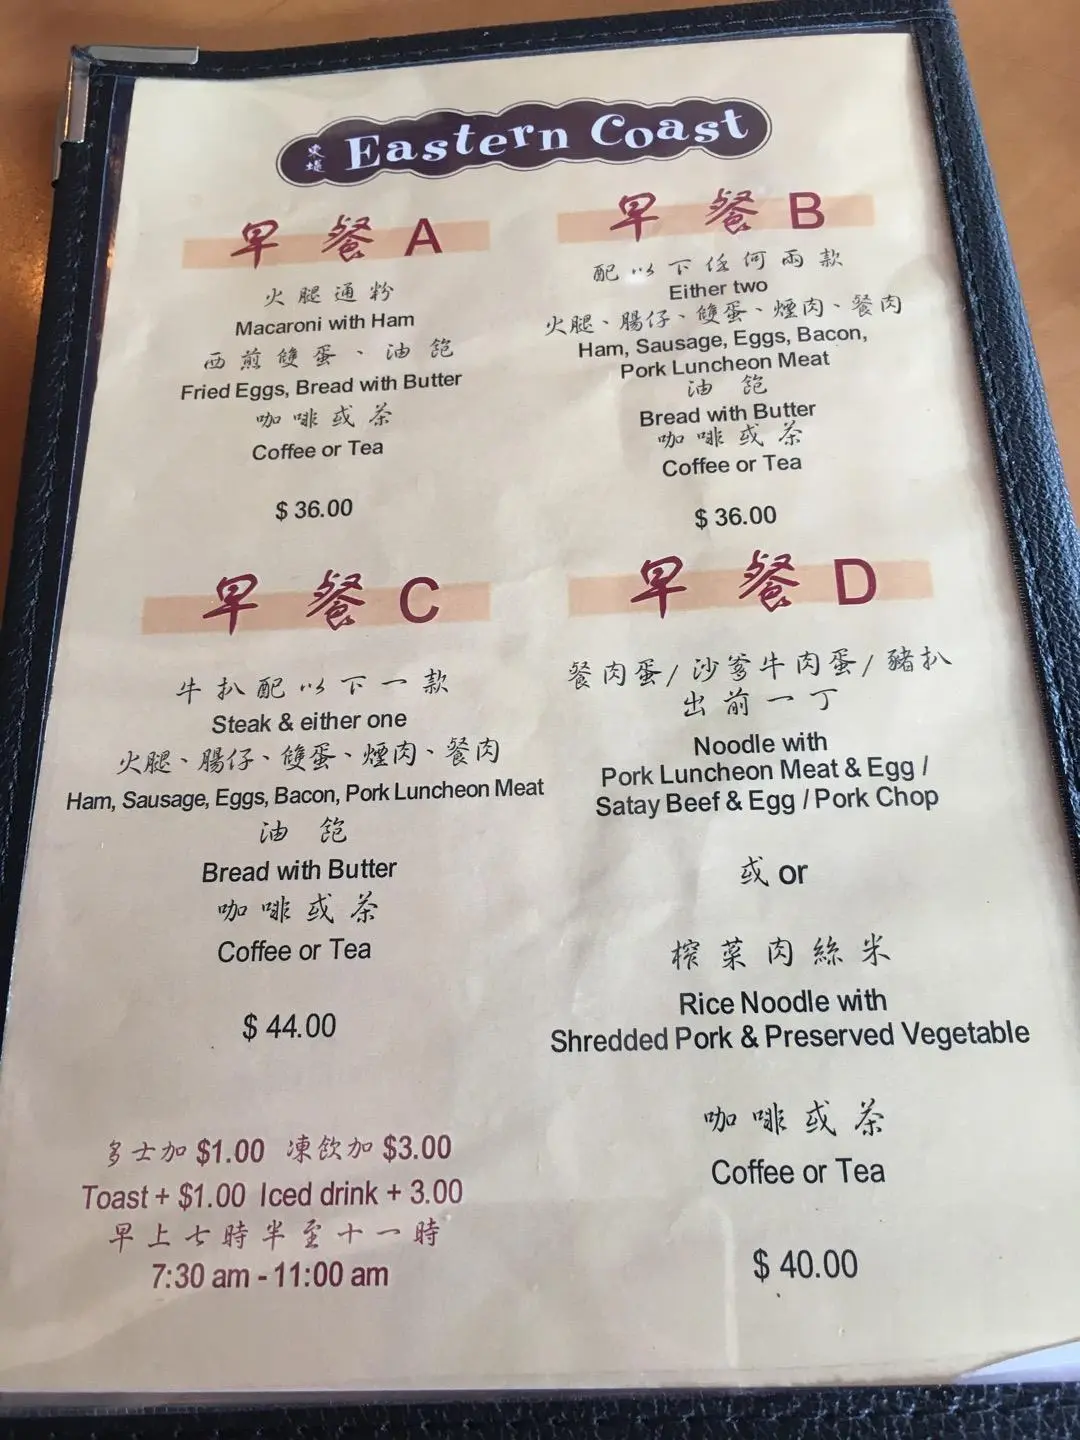 東堤 Eastern Coast
早餐 A
火腿通粉
Macaroni with Ham
西煎雙蛋、油飽
Fried Eggs, Bread with Butter
咖啡或茶
Coffee or Tea
$ 36.00
早餐 B
配以下任何兩款
Either two
火腿、腸仔、雙蛋、煙肉、餐肉
Ham, Sausage, Eggs, Bacon,
Pork Luncheon Meat
油飽
Bread with Butter
咖啡或茶
Coffee or Tea
$ 36.00
早餐 C
牛扒配以下一款
Steak & either one
火腿、腸仔、雙蛋、煙肉、餐肉
Ham, Sausage, Eggs, Bacon, Pork Luncheon Meat
油飽
Bread with Butter
咖啡或茶
Coffee or Tea
$ 44.00
早餐 D
餐肉蛋/沙爹牛肉蛋/豬扒
出前一丁
Noodle with
Pork Luncheon Meat & Egg /
Satay Beef & Egg / Pork Chop
或 or
榨菜肉絲米
Rice Noodle with
Shredded Pork & Preserved Vegetable
咖啡或茶
Coffee or Tea
$ 40.00
多士加 $1.00 凍飲加 $3.00
Toast + $1.00 Iced drink + 3.00
早上七時半至十一時
7:30 am - 11:00 am